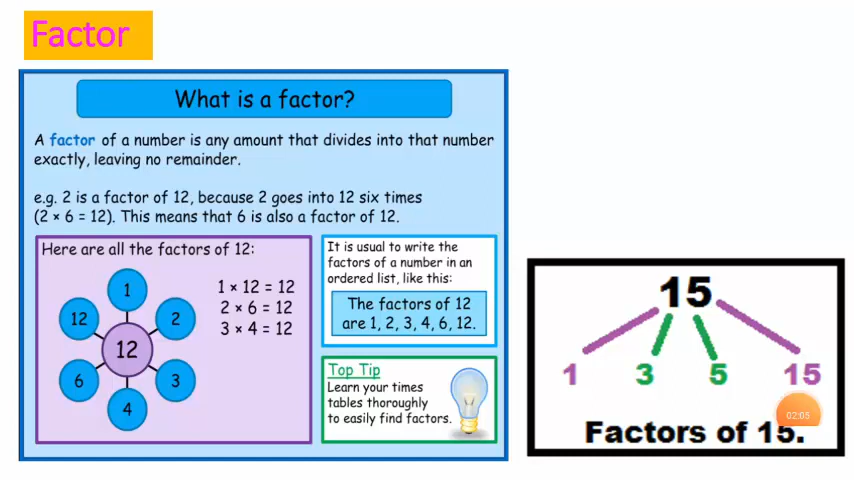 Factor
What is a factor?
A factor of a number is any amount that divides into that number
exactly, leaving no remainder.
e.g. 2 is a factor of 12, because 2 goes into 12 six times
(2 × 6 = 12). This means that 6 is also a factor of 12.
Here are all the factors of 12:
1
12
2
12
6
3
4
1 × 12 = 12
2 × 6 = 12
3 × 4 = 12
It is usual to write the
factors of a number in an
ordered list, like this:
The factors of 12
are 1, 2, 3, 4, 6, 12.
Top Tip
Learn your times
tables thoroughly
to easily find factors.
15
1 3 5 15
02:05
Factors of 15.